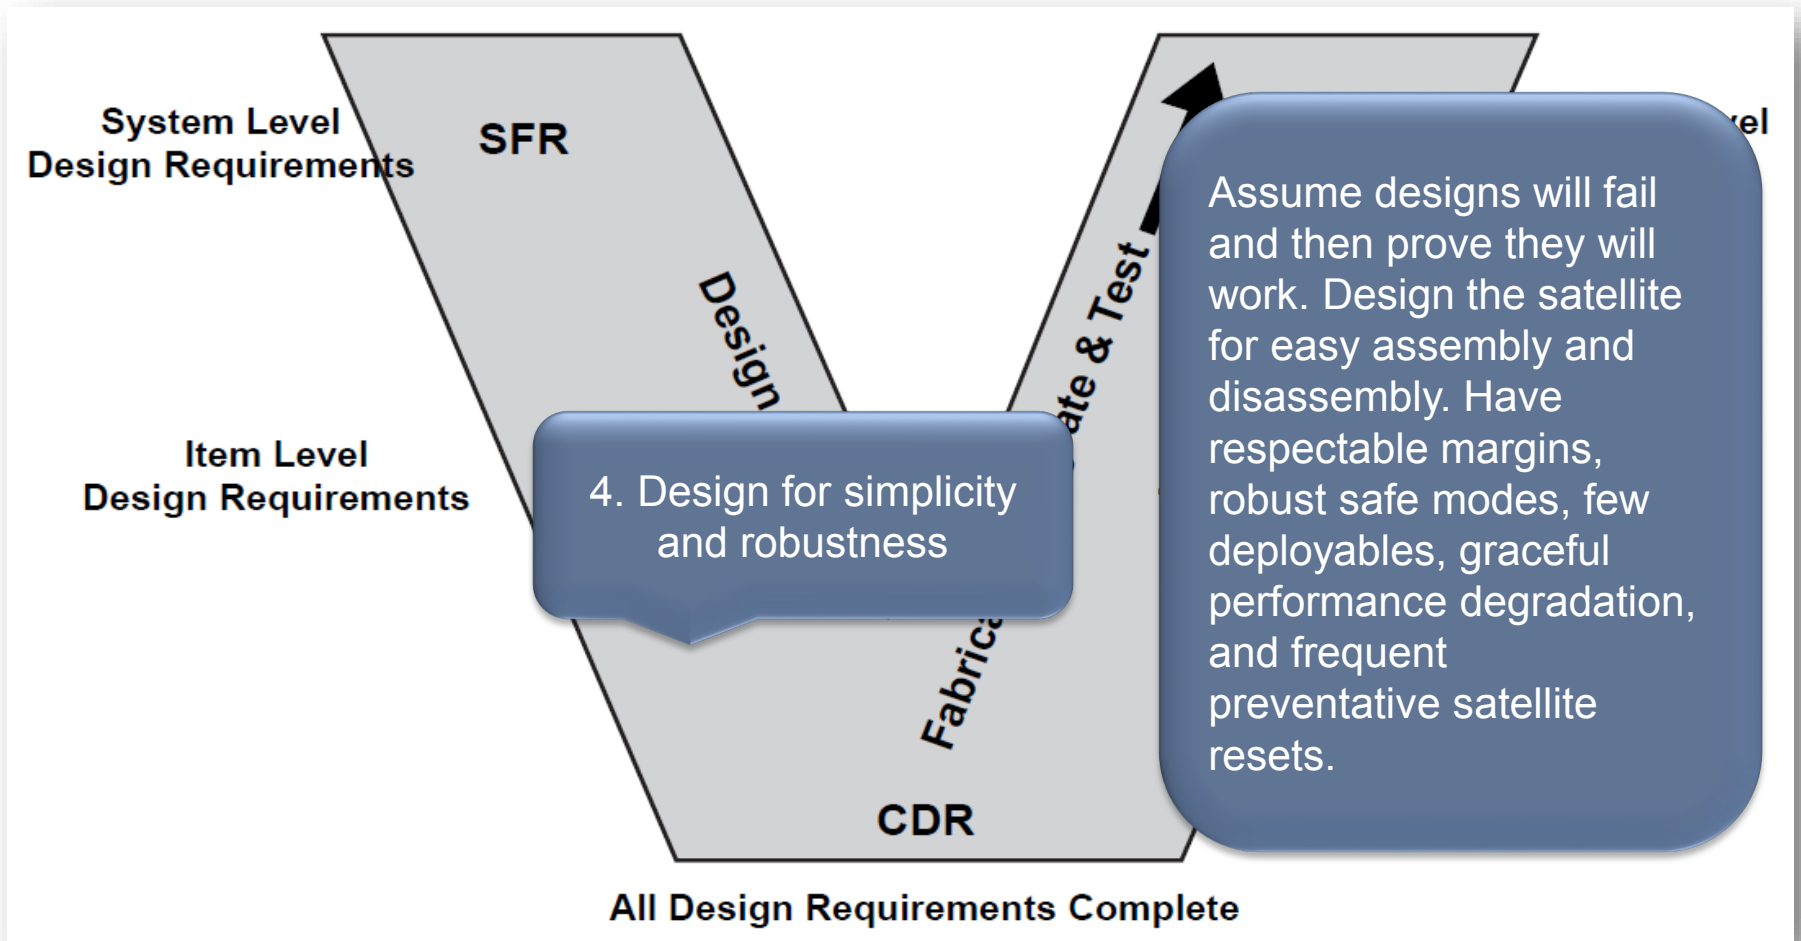 System Level
Design Requirements
SFR
Design
Item Level
Design Requirements
4. Design for simplicity
and robustness
& Test
CDR
All Design Requirements Complete
Assume designs will fail
and then prove they will
work. Design the satellite
for easy assembly and
disassembly. Have
respectable margins,
robust safe modes, few
deployables, graceful
performance degradation,
and frequent
preventative satellite
resets.